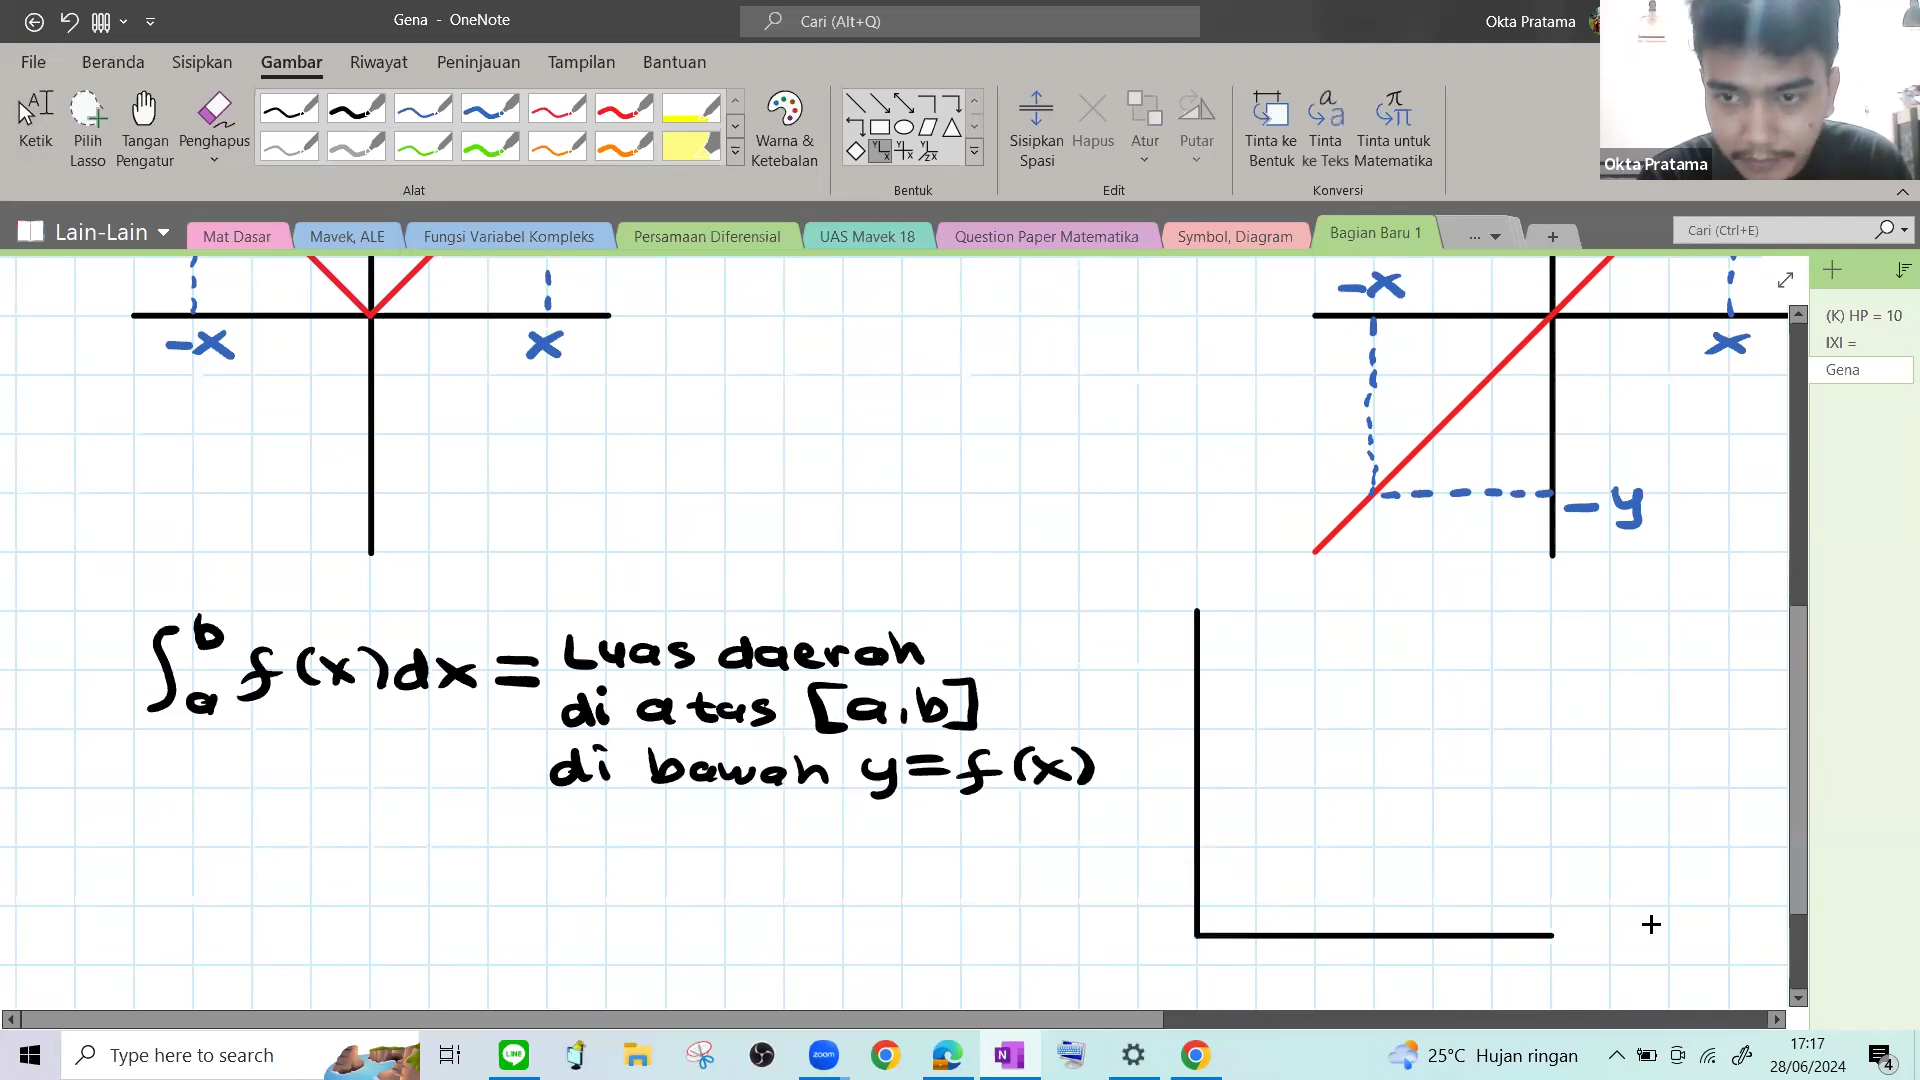 Gena - OneNote
Cari (Alt+Q)
Okta Pratama
File Beranda Sisipkan Gambar Riwayat Peninjauan Tampilan Bantuan
Ketik
Pilih Lasso
Tangan Pengatur
Penghapus
Warna & Ketebalan
Sisipkan Spasi
Hapus
Atur
Putar
Tinta ke Bentuk
Tinta ke Teks
Tinta untuk Matematika
Okta Pratama
Alat
Bentuk
Edit
Konversi
Lain-Lain
Mat Dasar
Mavek, ALE
Fungsi Variabel Kompleks
Persamaan Diferensial
UAS Mavek 18
Question Paper Matematika
Symbol, Diagram
Bagian Baru 1
...
Cari (Ctrl+E)
(K) HP = 10
IXI =
Gena
-x
x
-x
x
-y
∫_a^b f(x)dx = Luas daerah
di atas [a,b]
di bawah y=f(x)
Type here to search
25°C Hujan ringan
17:17
28/06/2024
4